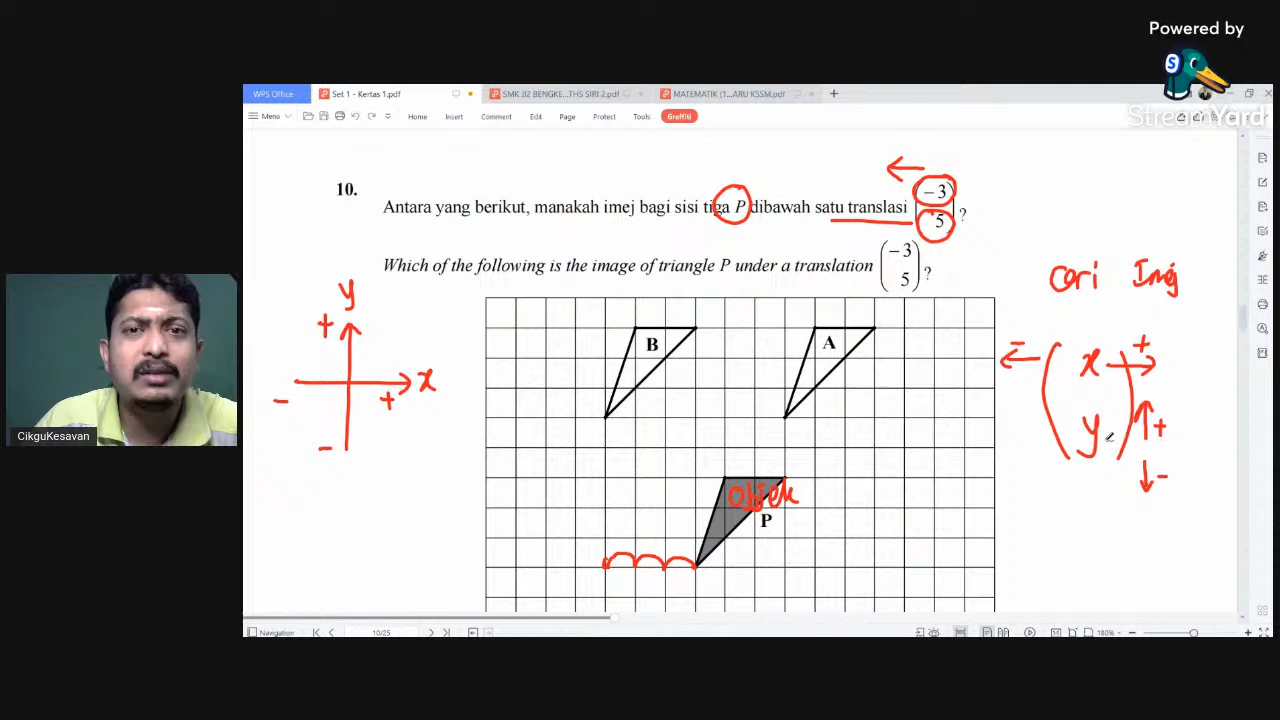 Powered by
S
StreamYard
WPS Office
Set 1 - Kertas 1.pdf
SMK JJ2 BENGKE...THS SIRI 2.pdf
MATEMATIK (1...ARU KSSM.pdf
Menu
Home
Insert
Comment
Edit
Page
Protect
Tools
Graffiti
10.
Antara yang berikut, manakah imej bagi sisi tiga P dibawah satu translasi (-3 5) ?
Which of the following is the image of triangle P under a translation (-3 5) ?
Cari Imej
y
+
x
-
+
-
B
A
- ( x +
y ) +
-
Objek
P
CikguKesavan
Navigation
10/25
180%